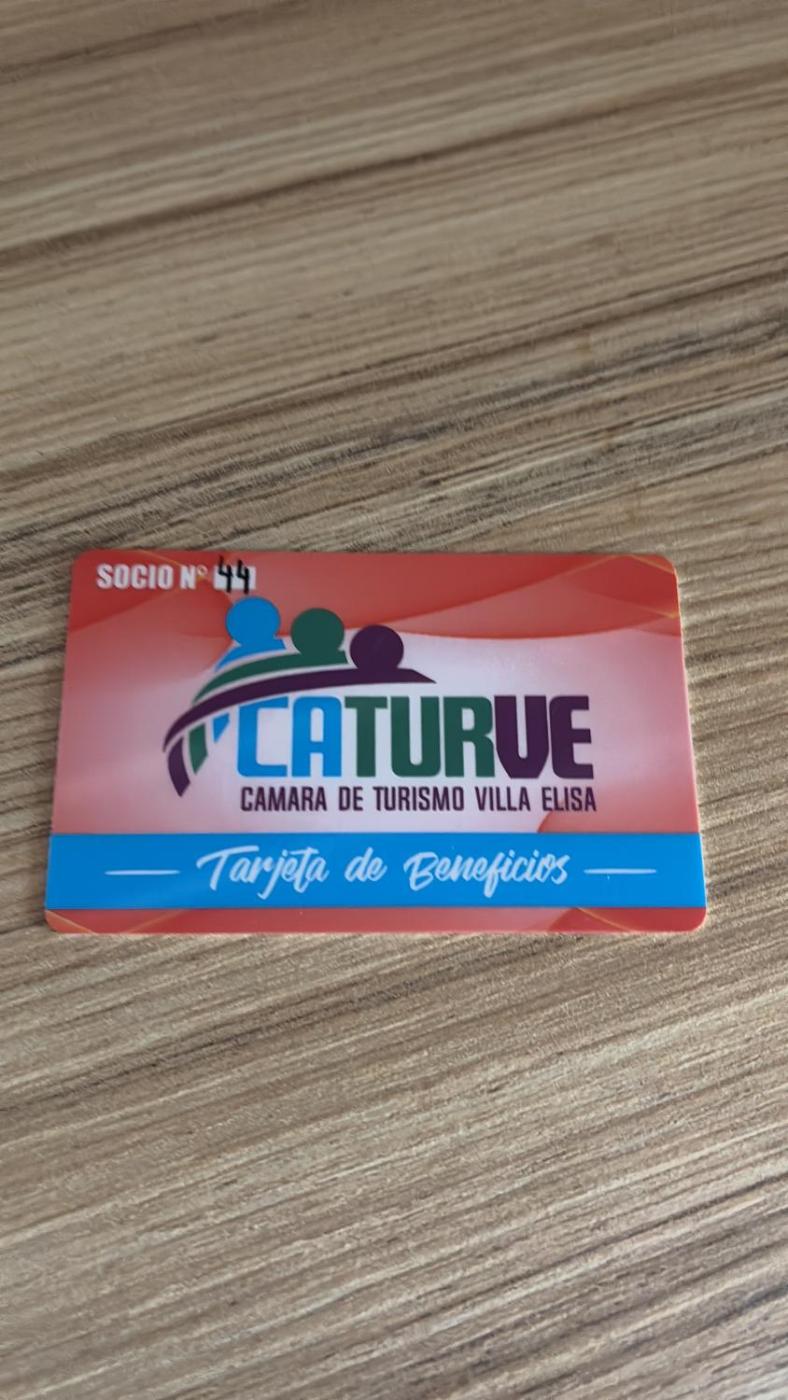 SOCIO N° 44
CATURVE
CAMARA DE TURISMO VILLA ELISA
Tarjeta de Beneficios